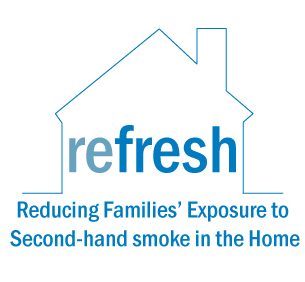 refresh
Reducing Families’ Exposure to
Second-hand smoke in the Home